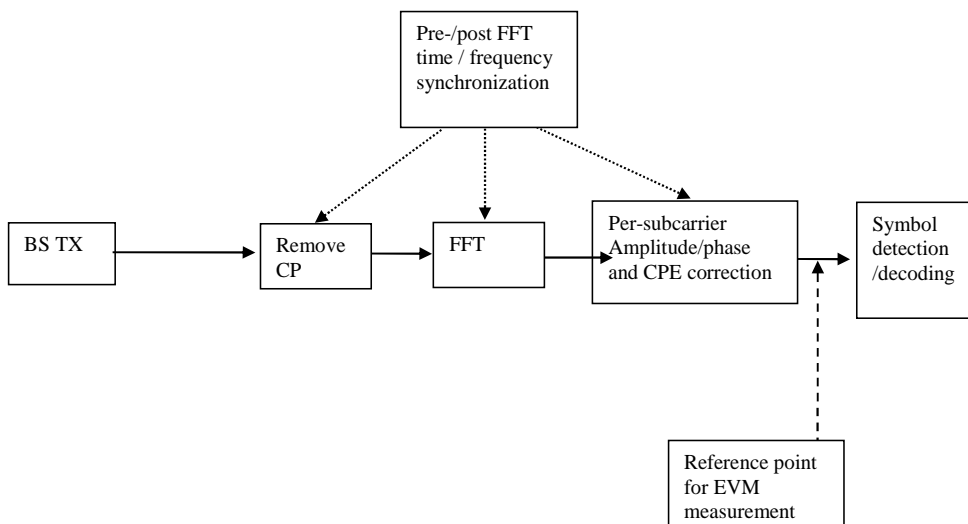 Pre-/post FFT
time / frequency
synchronization
BS TX
Remove
CP
FFT
Per-subcarrier
Amplitude/phase
and CPE correction
Symbol
detection
/decoding
Reference point
for EVM
measurement